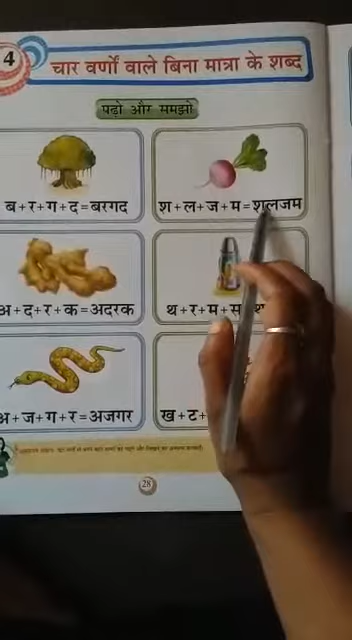 4
चार वर्णों वाले बिना मात्रा के शब्द
पढ़ो और समझो
ब+र+ग+द=बरगद
श+ल+ज+म=शलजम
अ+द+र+क=अदरक
थ+र+म+स
अ+ज+ग+र=अजगर
ख+ट+
28